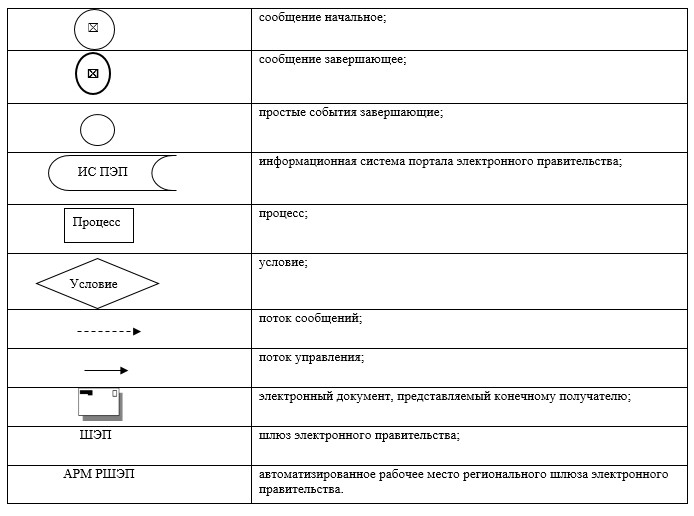 сообщение начальное;
сообщение завершающее;
простые события завершающие;
ИС ПЭП
информационная система портала электронного правительства;
Процесс
процесс;
Условие
условие;
поток сообщений;
поток управления;
электронный документ, представляемый конечному получателю;
ШЭП
шлюз электронного правительства;
АРМ РШЭП
автоматизированное рабочее место регионального шлюза электронного
правительства.